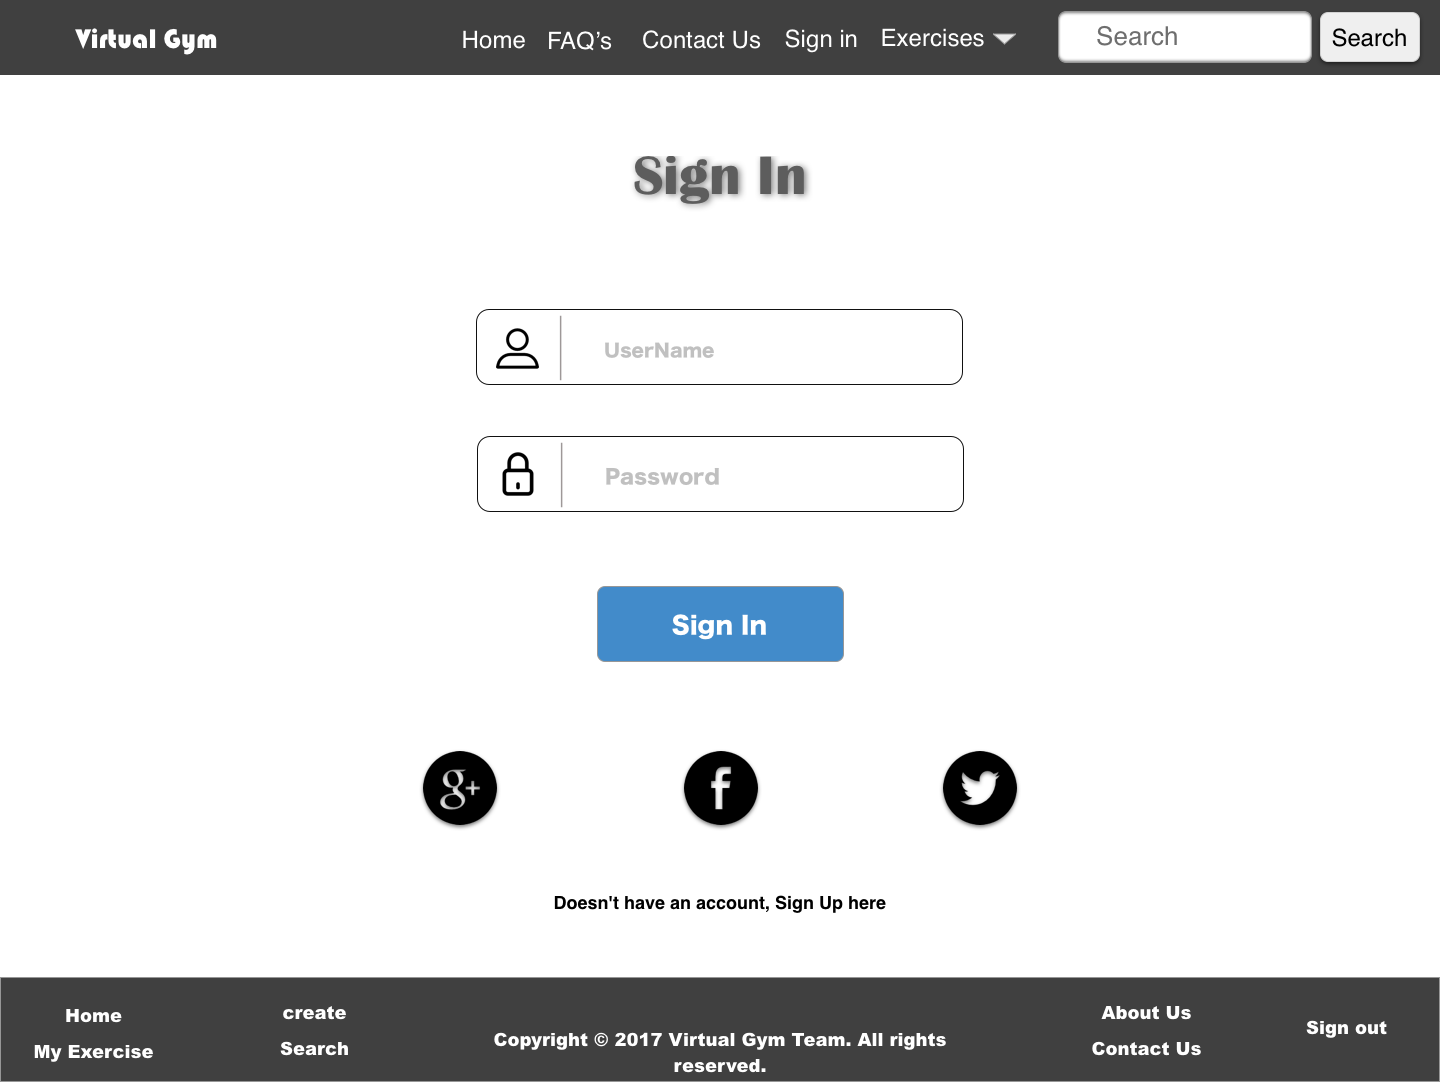 Virtual Gym
Home FAQ’s Contact Us Sign in Exercises Search Search
Sign In
UserName
Password
Sign In
g+ f
Doesn't have an account, Sign Up here
Home create About Us Sign out
My Exercise Search Contact Us
Copyright © 2017 Virtual Gym Team. All rights
reserved.